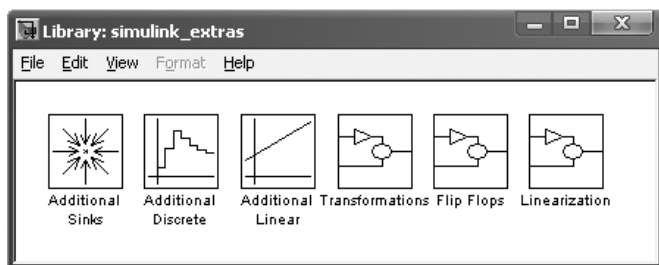 Library: simulink_extras
File Edit View Format Help
Additional Sinks
Additional Discrete
Additional Linear
Transformations
Flip Flops
Linearization